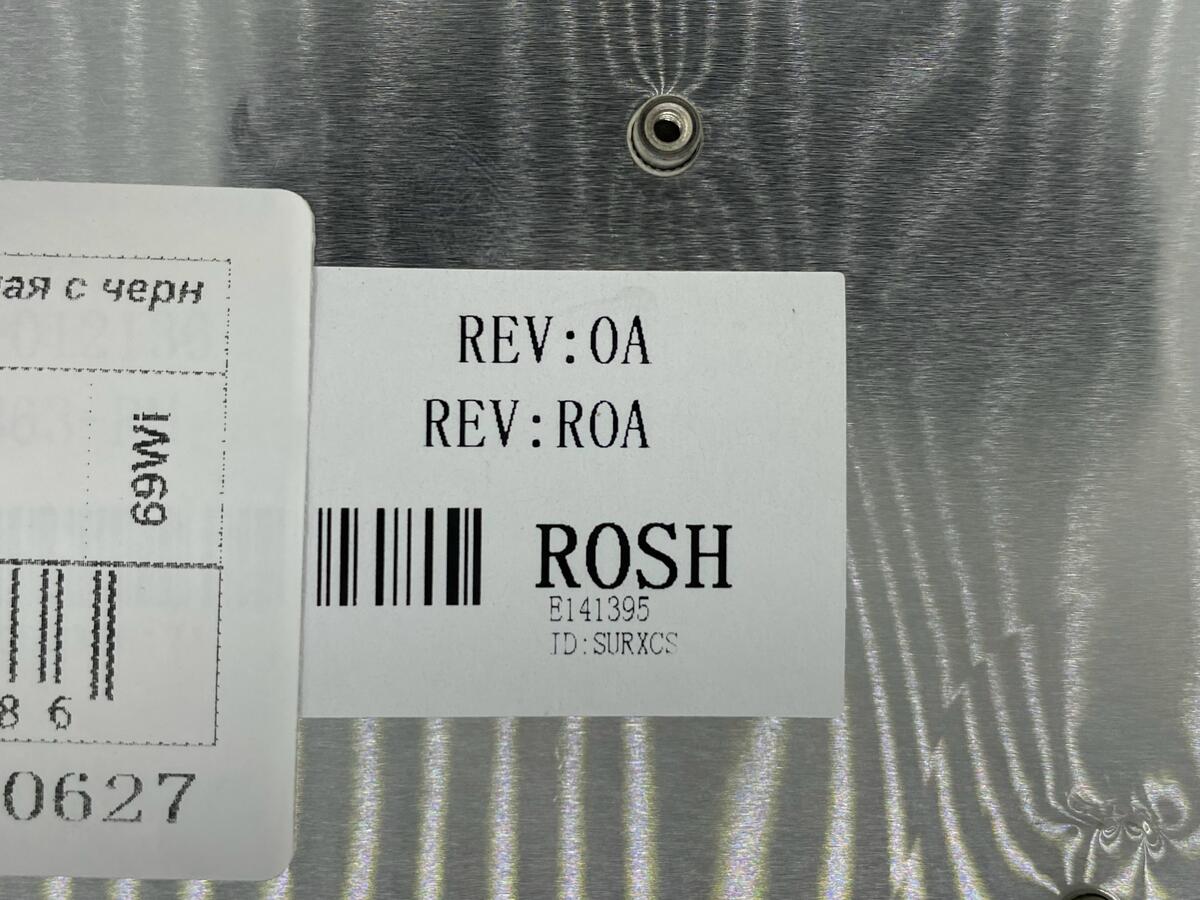 ая с черн
69Wi
8 6
0627
REV:0A
REV:R0A
ROSH
E141395
ID:SURXCS